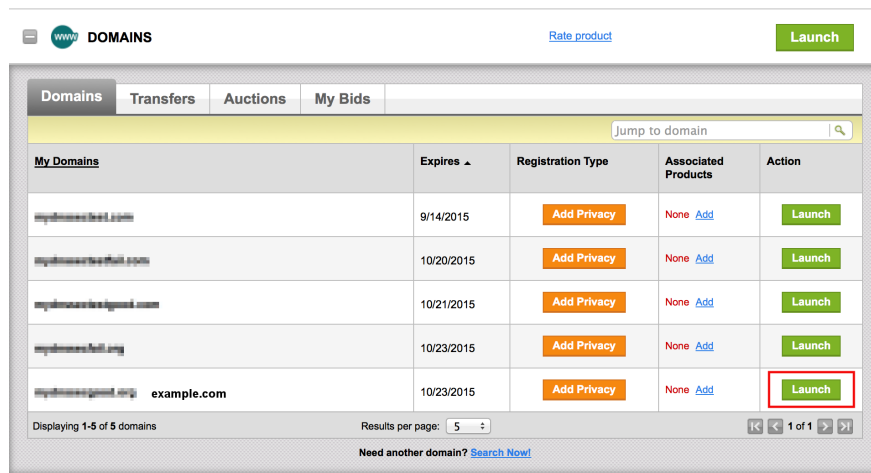 www DOMAINS Rate product Launch
Domains Transfers Auctions My Bids
Jump to domain
My Domains Expires Registration Type Associated Products Action
9/14/2015 Add Privacy None Add Launch
10/20/2015 Add Privacy None Add Launch
10/21/2015 Add Privacy None Add Launch
10/23/2015 Add Privacy None Add Launch
example.com 10/23/2015 Add Privacy None Add Launch
Displaying 1-5 of 5 domains Results per page: 5 1 of 1
Need another domain? Search Now!